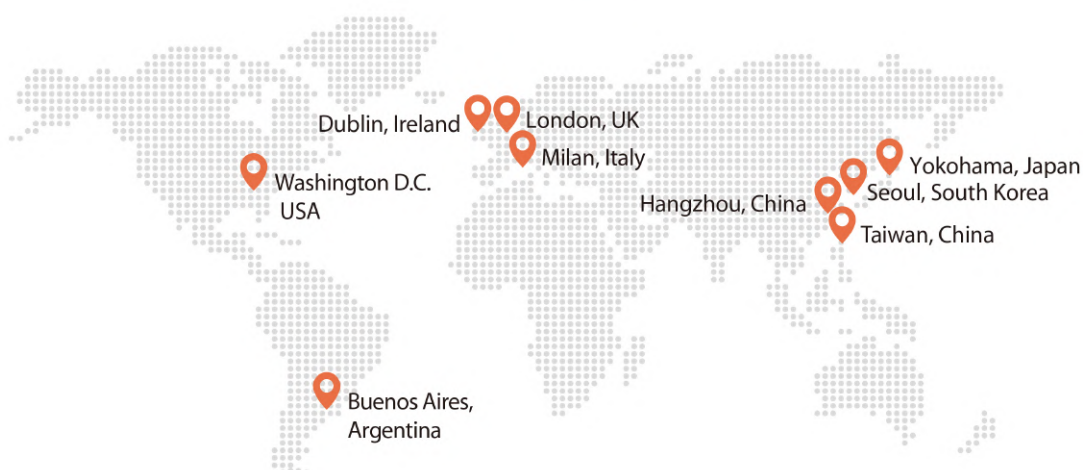 Dublin, Ireland
London, UK
Milan, Italy
Washington D.C.
USA
Yokohama, Japan
Seoul, South Korea
Hangzhou, China
Taiwan, China
Buenos Aires,
Argentina